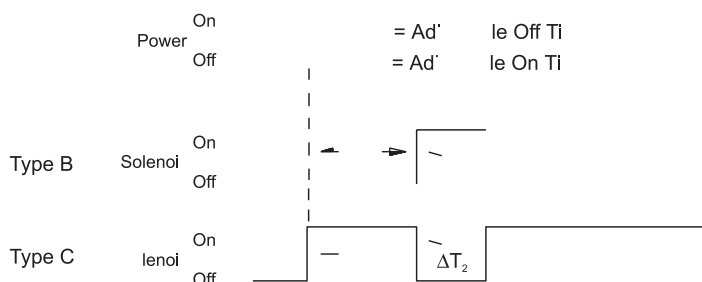 On
Power
= Ad le Off Ti
Off
= Ad le On Ti
On
Type B
Solenoi
Off
On
Type C
lenoi
ΔT₂
Off